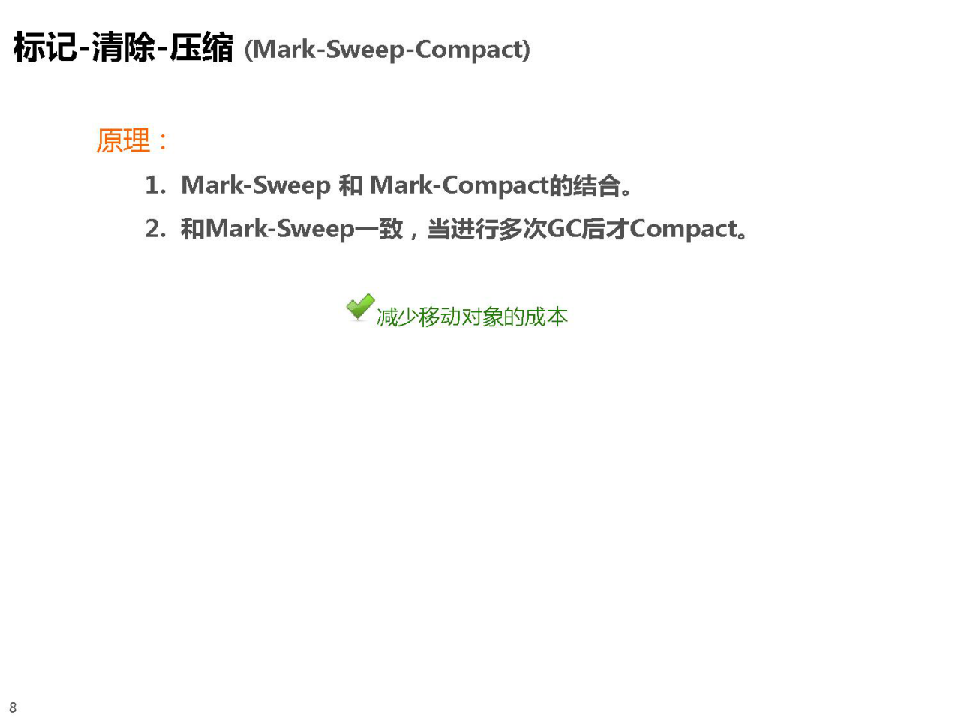 标记-清除-压缩 (Mark-Sweep-Compact)
原理：
1. Mark-Sweep 和 Mark-Compact的结合。
2. 和Mark-Sweep一致，当进行多次GC后才Compact。
减少移动对象的成本
8